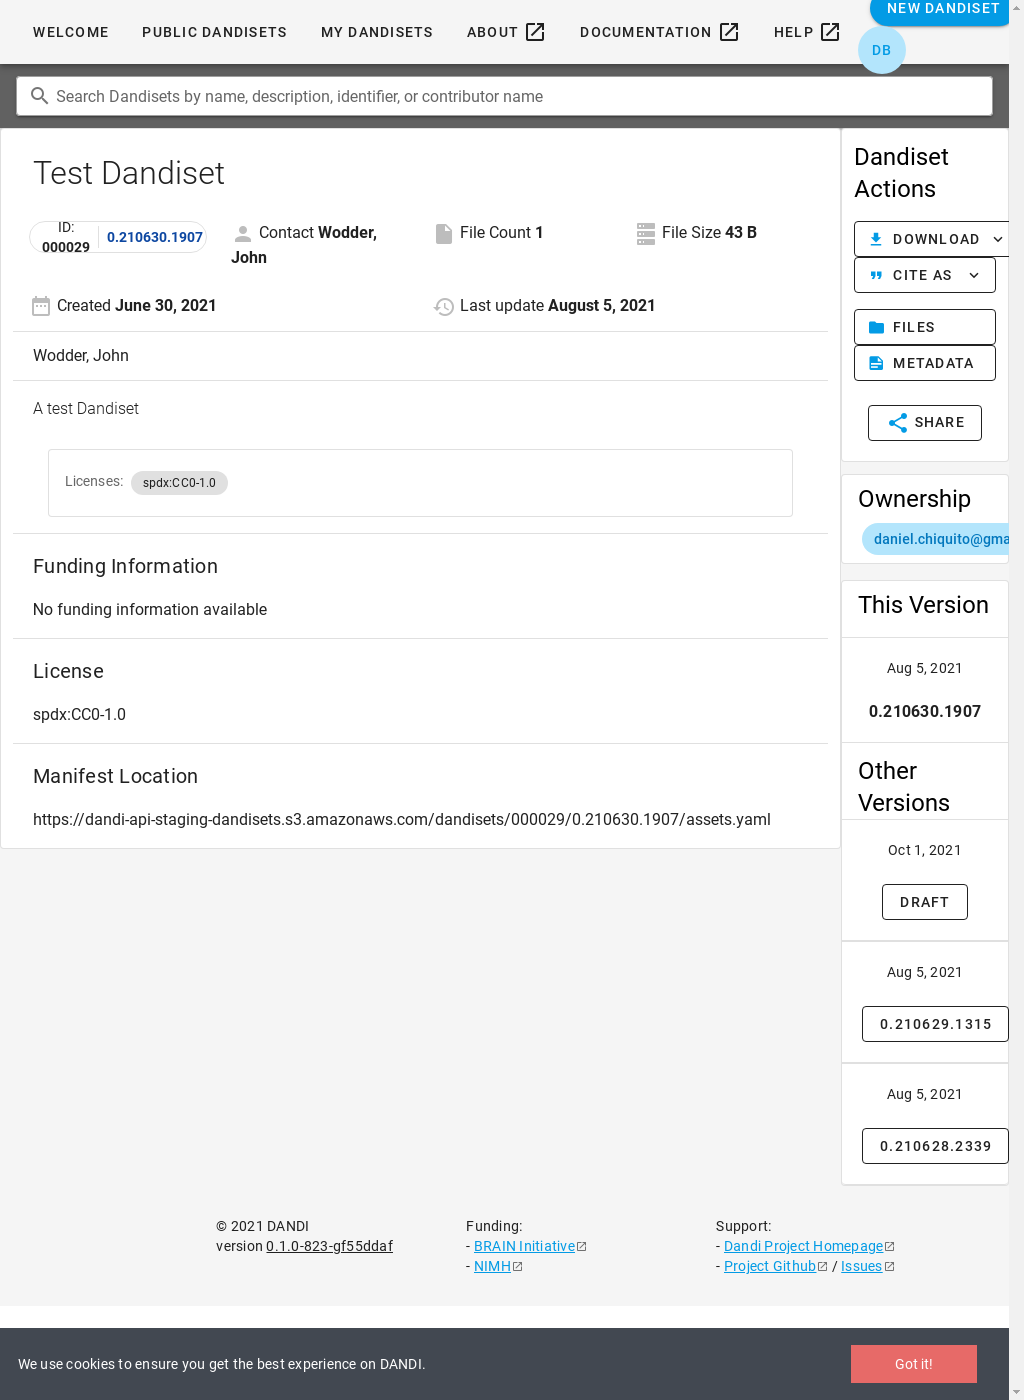 WELCOME PUBLIC DANDISETS MY DANDISETS ABOUT DOCUMENTATION HELP NEW DANDISET
DB
Search Dandisets by name, description, identifier, or contributor name
Test Dandiset
ID: 000029 0.210630.1907
Contact Wodder, John
File Count 1
File Size 43 B
Created June 30, 2021
Last update August 5, 2021
Wodder, John
A test Dandiset
Licenses: spdx:CC0-1.0
Funding Information
No funding information available
License
spdx:CC0-1.0
Manifest Location
https://dandi-api-staging-dandisets.s3.amazonaws.com/dandisets/000029/0.210630.1907/assets.yaml
Dandiset
Actions
DOWNLOAD
CITE AS
FILES
METADATA
SHARE
Ownership
daniel.chiquito@gma
This Version
Aug 5, 2021
0.210630.1907
Other
Versions
Oct 1, 2021
DRAFT
Aug 5, 2021
0.210629.1315
Aug 5, 2021
0.210628.2339
© 2021 DANDI
version 0.1.0-823-gf55ddaf
Funding:
- BRAIN Initiative
- NIMH
Support:
- Dandi Project Homepage
- Project Github / Issues
We use cookies to ensure you get the best experience on DANDI.
Got it!